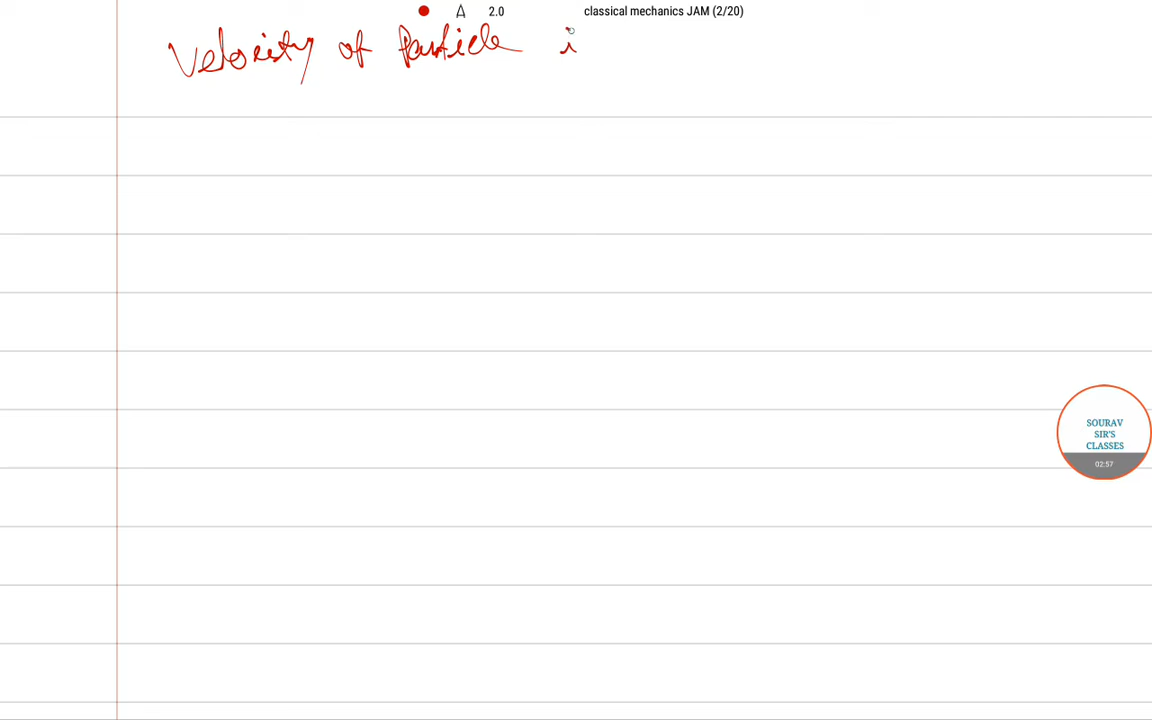 A 2.0 classical mechanics JAM (2/20)
Velocity of Particle i
SOURAV
SIR'S
CLASSES
02:57